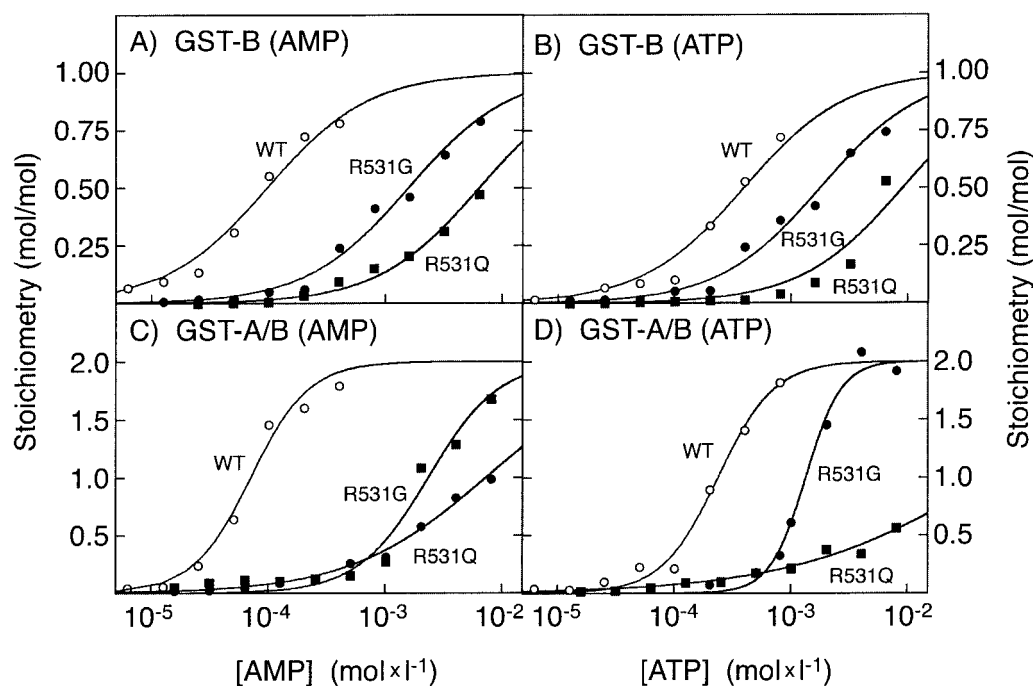 A) GST-B (AMP)
1.00
0.75
0.50
0.25
WT
R531G
R531Q
B) GST-B (ATP)
1.00
0.75
0.50
0.25
WT
R531G
R531Q
C) GST-A/B (AMP)
2.0
1.5
1.0
0.5
WT
R531G
R531Q
D) GST-A/B (ATP)
2.0
1.5
1.0
0.5
WT
R531G
R531Q
Stoichiometry (mol/mol)
Stoichiometry (mol/mol)
10⁻⁵ 10⁻⁴ 10⁻³ 10⁻²
10⁻⁵ 10⁻⁴ 10⁻³ 10⁻²
[AMP] (mol×l⁻¹)
[ATP] (mol×l⁻¹)